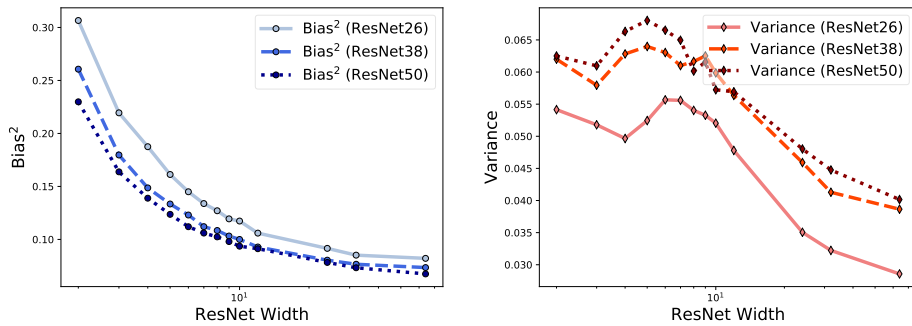 Bias²
0.30
0.25
0.20
0.15
0.10
10¹
ResNet Width
Bias² (ResNet26)
Bias² (ResNet38)
Bias² (ResNet50)
Variance
0.065
0.060
0.055
0.050
0.045
0.040
0.035
0.030
10¹
ResNet Width
Variance (ResNet26)
Variance (ResNet38)
Variance (ResNet50)